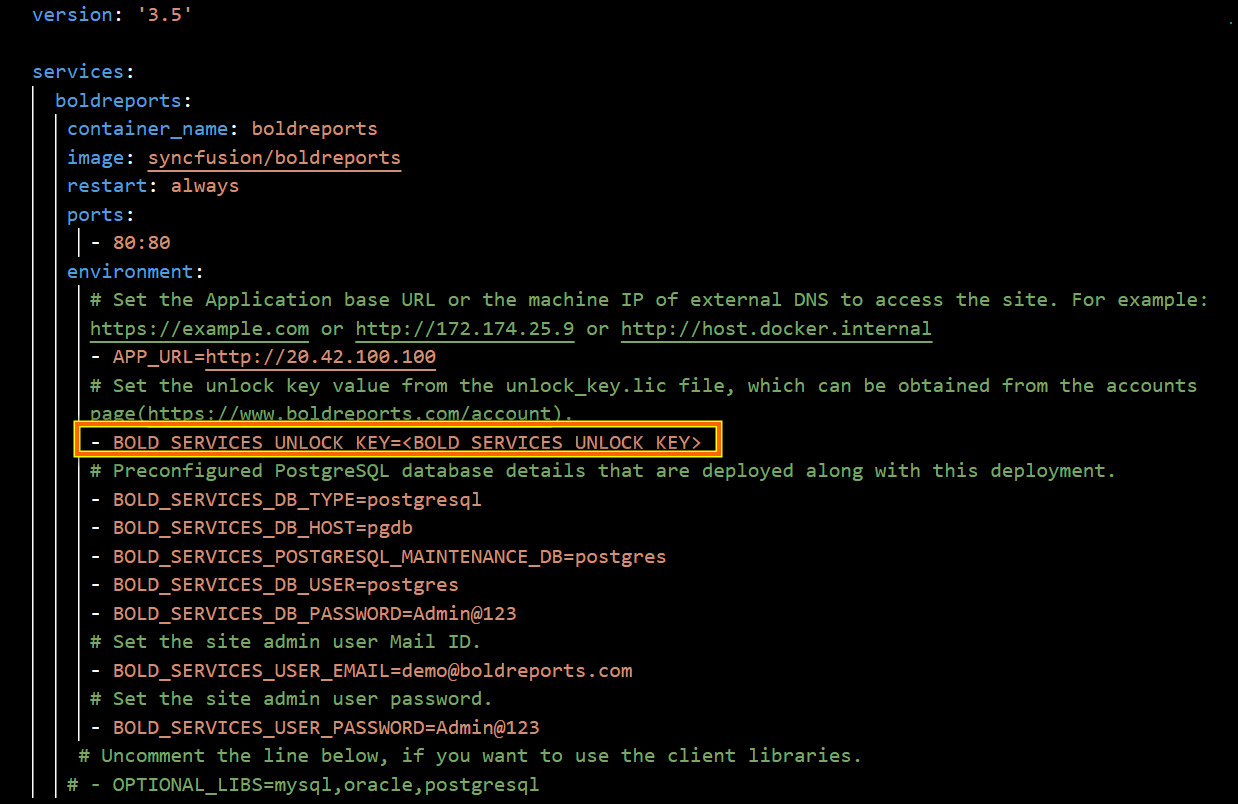 version: '3.5'
services:
boldreports:
container_name: boldreports
image: syncfusion/boldreports
restart: always
ports:
- 80:80
environment:
# Set the Application base URL or the machine IP of external DNS to access the site. For example:
https://example.com or http://172.174.25.9 or http://host.docker.internal
- APP_URL=http://20.42.100.100
# Set the unlock key value from the unlock_key.lic file, which can be obtained from the accounts
page(https://www.boldreports.com/account).
- BOLD_SERVICES_UNLOCK_KEY=<BOLD_SERVICES_UNLOCK_KEY>
# Preconfigured PostgreSQL database details that are deployed along with this deployment.
- BOLD_SERVICES_DB_TYPE=postgresql
- BOLD_SERVICES_DB_HOST=pgdb
- BOLD_SERVICES_POSTGRESQL_MAINTENANCE_DB=postgres
- BOLD_SERVICES_DB_USER=postgres
- BOLD_SERVICES_DB_PASSWORD=Admin@123
# Set the site admin user Mail ID.
- BOLD_SERVICES_USER_EMAIL=demo@boldreports.com
# Set the site admin user password.
- BOLD_SERVICES_USER_PASSWORD=Admin@123
# Uncomment the line below, if you want to use the client libraries.
# - OPTIONAL_LIBS=mysql,oracle,postgresql